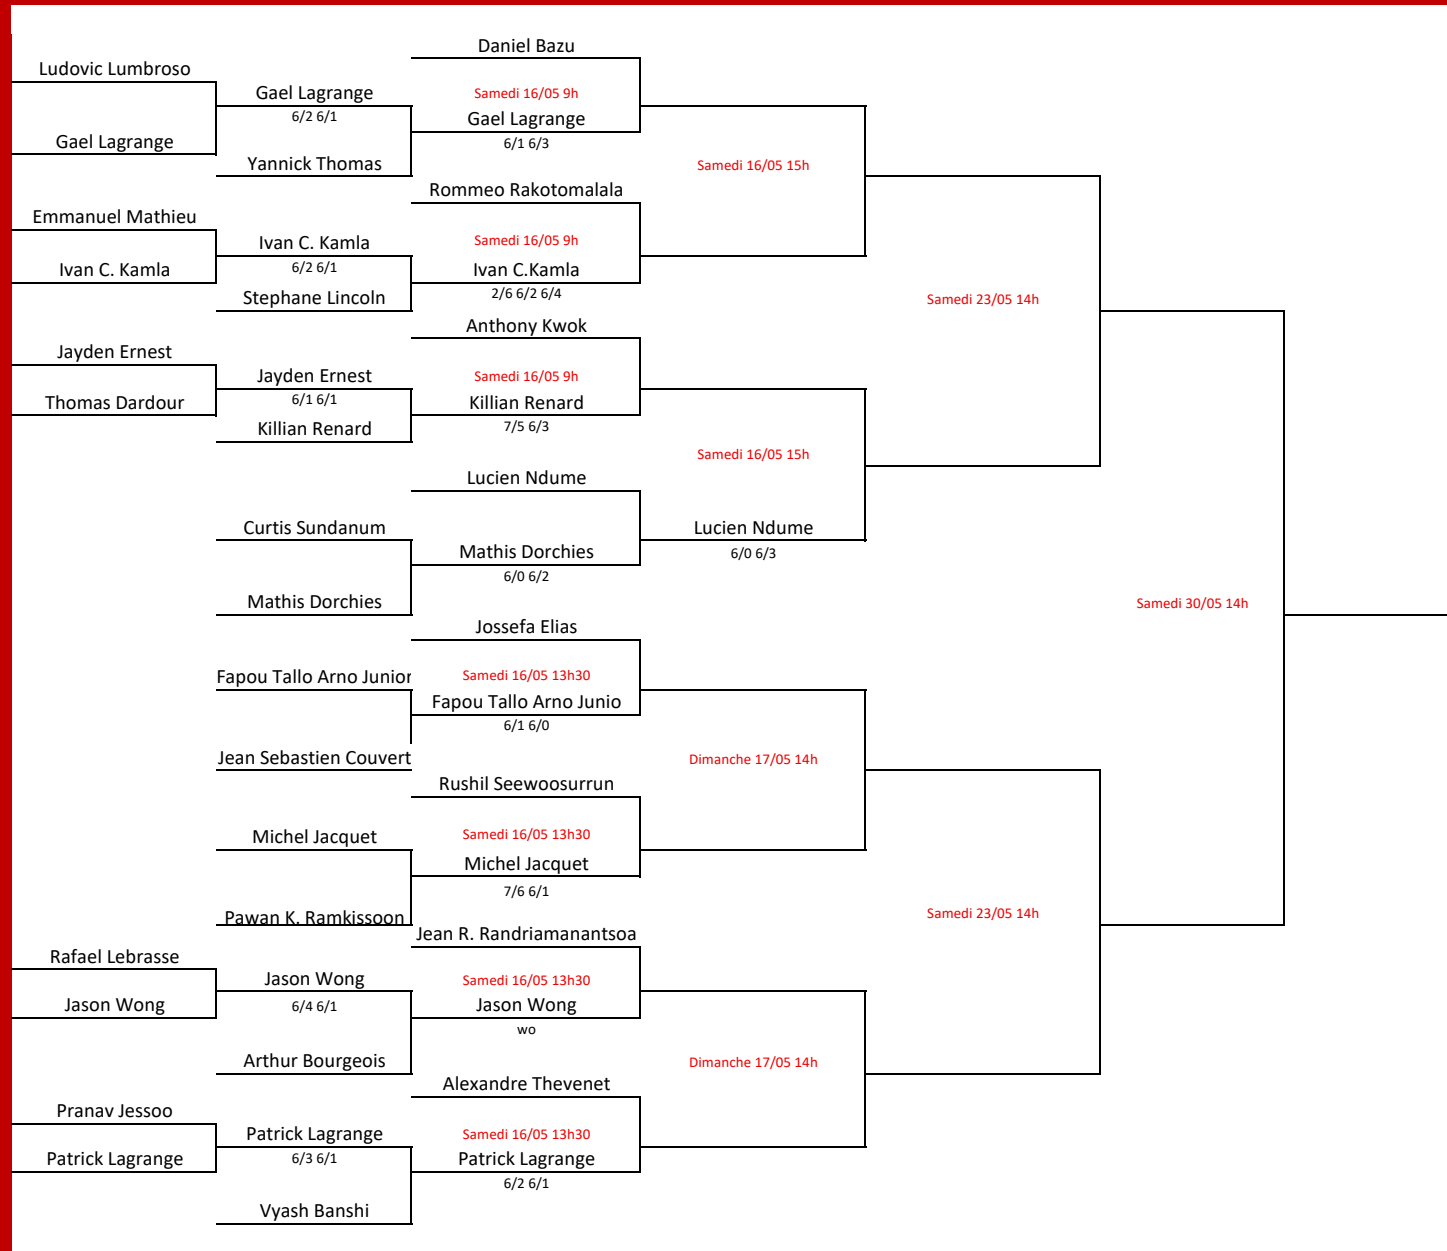 Daniel Bazu
Ludovic Lumbroso
Gael Lagrange
Samedi 16/05 9h
6/2 6/1
Gael Lagrange
Gael Lagrange
6/1 6/3
Yannick Thomas
Samedi 16/05 15h
Rommeo Rakotomalala
Emmanuel Mathieu
Ivan C. Kamla
Samedi 16/05 9h
Ivan C. Kamla
6/2 6/1
Ivan C.Kamla
Stephane Lincoln
2/6 6/2 6/4
Samedi 23/05 14h
Anthony Kwok
Jayden Ernest
Jayden Ernest
Samedi 16/05 9h
Thomas Dardour
6/1 6/1
Killian Renard
Killian Renard
7/5 6/3
Samedi 16/05 15h
Lucien Ndume
Curtis Sundanum
Lucien Ndume
Mathis Dorchies
6/0 6/3
6/0 6/2
Mathis Dorchies
Samedi 30/05 14h
Jossefa Elias
Fapou Tallo Arno Junior
Samedi 16/05 13h30
Fapou Tallo Arno Junio
6/1 6/0
Jean Sebastien Couvert
Dimanche 17/05 14h
Rushil Seewoosurrun
Michel Jacquet
Samedi 16/05 13h30
Michel Jacquet
7/6 6/1
Pawan K. Ramkissoon
Samedi 23/05 14h
Jean R. Randriamanantsoa
Rafael Lebrasse
Jason Wong
Samedi 16/05 13h30
Jason Wong
6/4 6/1
Jason Wong
wo
Arthur Bourgeois
Dimanche 17/05 14h
Alexandre Thevenet
Pranav Jessoo
Patrick Lagrange
Samedi 16/05 13h30
Patrick Lagrange
6/3 6/1
Patrick Lagrange
6/2 6/1
Vyash Banshi